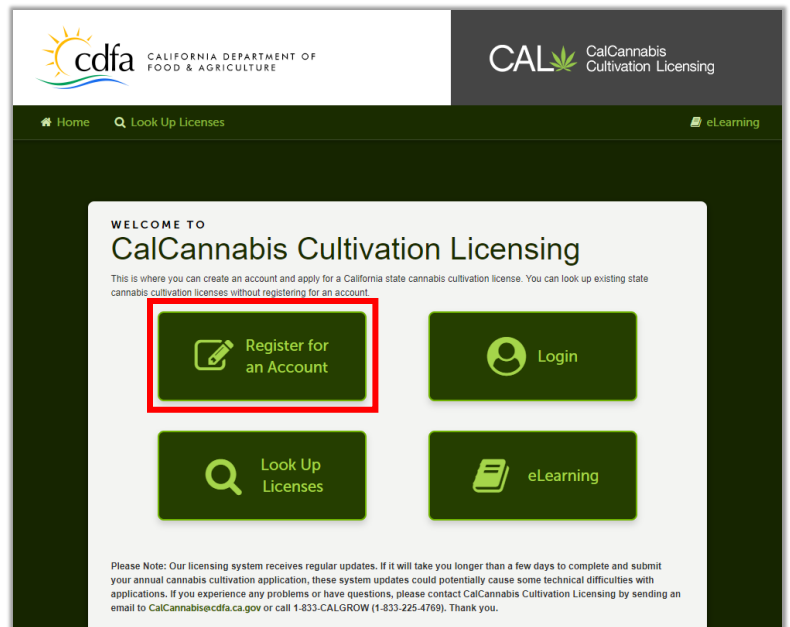 cdfa CALIFORNIA DEPARTMENT OF
FOOD & AGRICULTURE
CAL CalCannabis
Cultivation Licensing
Home Look Up Licenses eLearning
WELCOME TO
CalCannabis Cultivation Licensing
This is where you can create an account and apply for a California state cannabis cultivation license. You can look up existing state
cannabis cultivation licenses without registering for an account.
Register for
an Account
Login
Look Up
Licenses
eLearning
Please Note: Our licensing system receives regular updates. If it will take you longer than a few days to complete and submit
your annual cannabis cultivation application, these system updates could potentially cause some technical difficulties with
applications. If you experience any problems or have questions, please contact CalCannabis Cultivation Licensing by sending an
email to CalCannabis@cdfa.ca.gov or call 1-833-CALGROW (1-833-225-4769). Thank you.